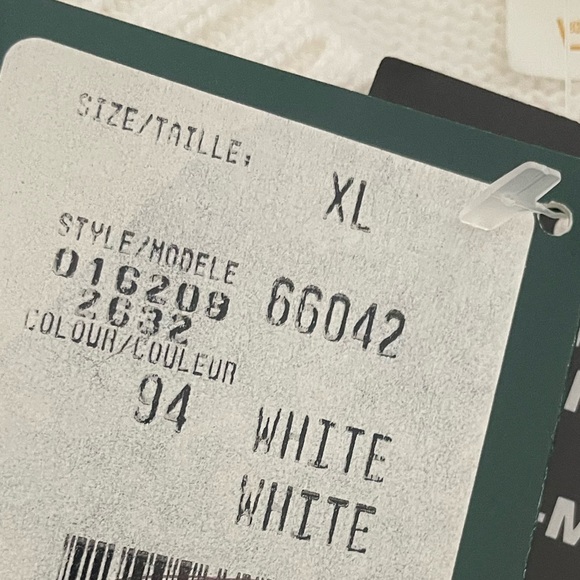 SIZE/TAILLE:
XL
STYLE/MODELE
016209 66042
2632
COLOUR/COULEUR
94 WHITE
WHITE
-M